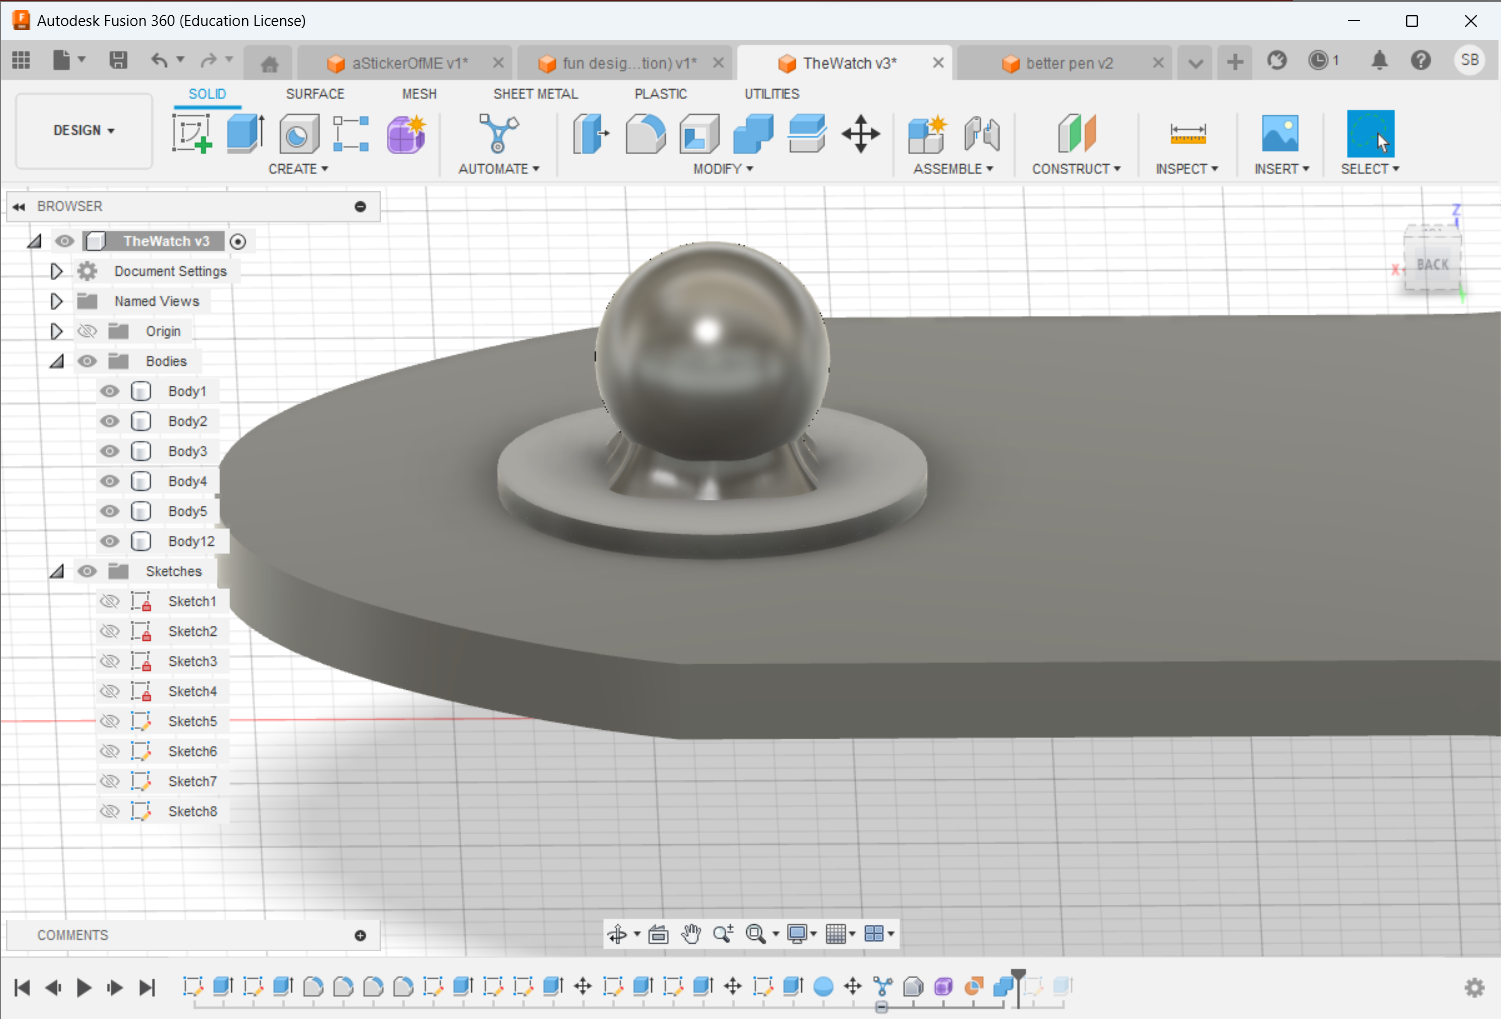 Autodesk Fusion 360 (Education License)
aStickerOfME v1*
fun desig...tion) v1*
TheWatch v3*
better pen v2
1
SB
DESIGN
SOLID
SURFACE
MESH
SHEET METAL
PLASTIC
UTILITIES
CREATE
AUTOMATE
MODIFY
ASSEMBLE
CONSTRUCT
INSPECT
INSERT
SELECT
BROWSER
TheWatch v3
Document Settings
Named Views
Origin
Bodies
Body1
Body2
Body3
Body4
Body5
Body12
Sketches
Sketch1
Sketch2
Sketch3
Sketch4
Sketch5
Sketch6
Sketch7
Sketch8
Z
X
BACK
COMMENTS